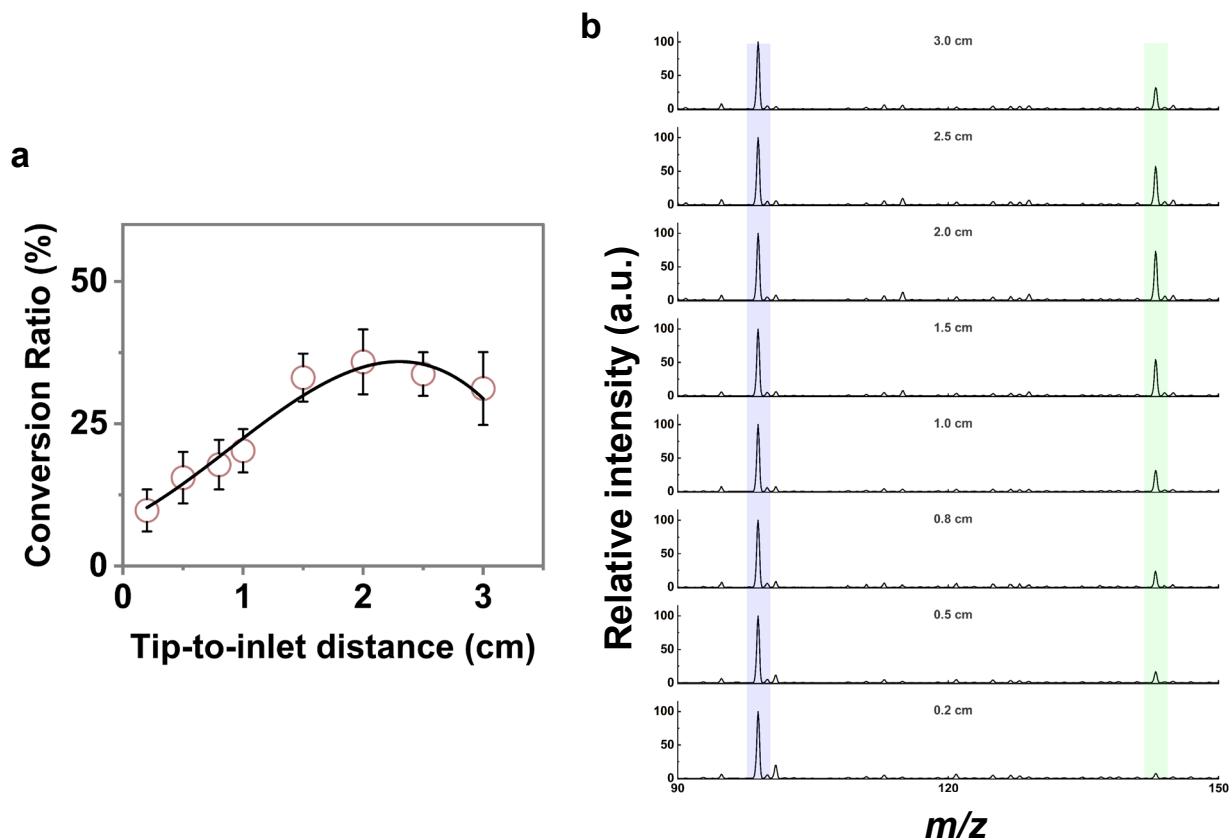 a
Conversion Ratio (%)
50
25
0
0 1 2 3
Tip-to-inlet distance (cm)
b
Relative intensity (a.u.)
3.0 cm
100
50
0
2.5 cm
100
50
0
2.0 cm
100
50
0
1.5 cm
100
50
0
1.0 cm
100
50
0
0.8 cm
100
50
0
0.5 cm
100
50
0
0.2 cm
100
50
0
90 120 150
m/z